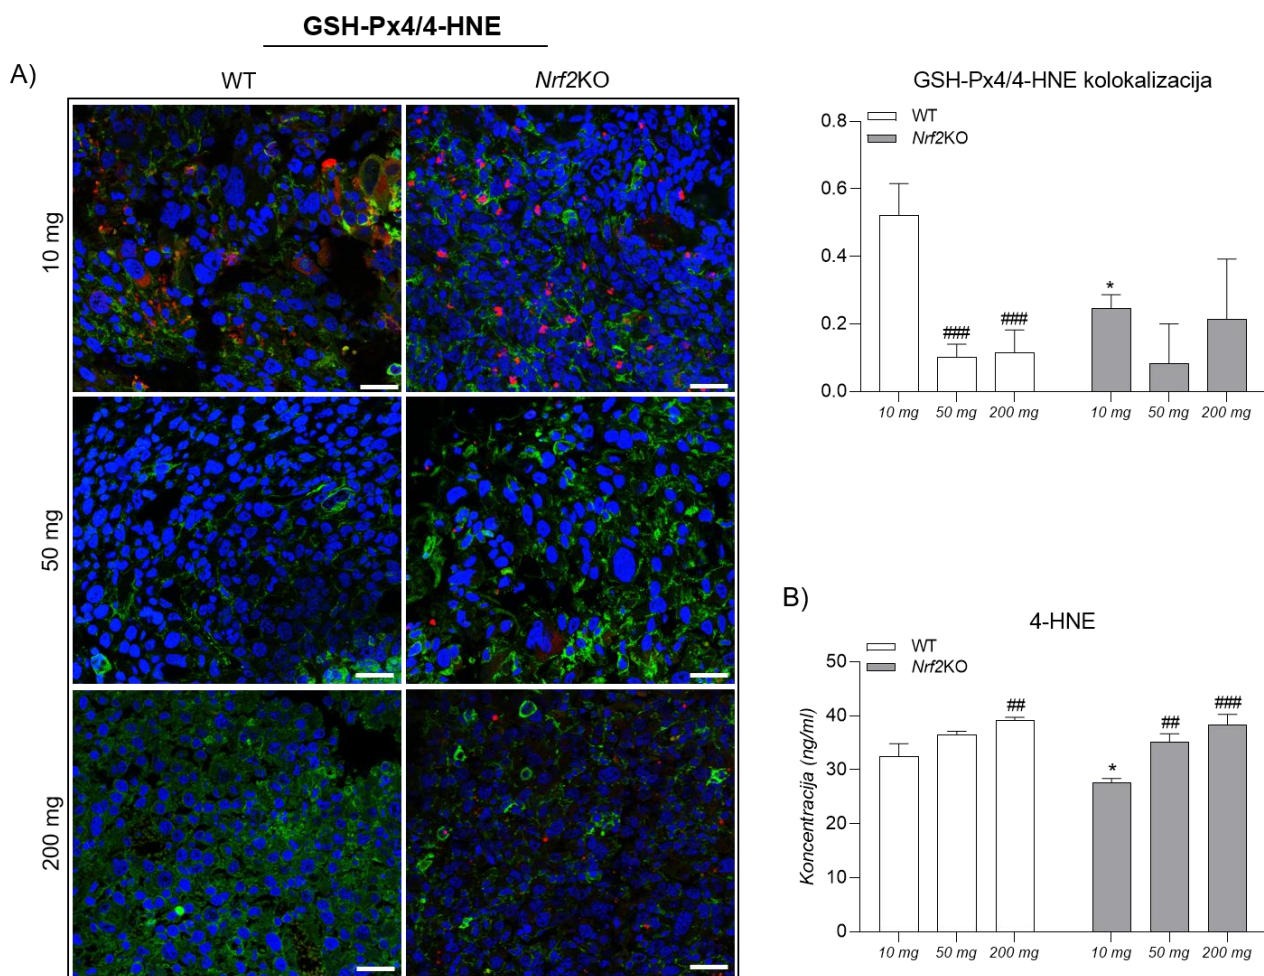 GSH-Px4/4-HNE
A)
WT
Nrf2KO
10 mg
50 mg
200 mg
GSH-Px4/4-HNE kolokalizacija
WT
Nrf2KO
0.8
0.6
0.4
0.2
0.0
###
###
*
10 mg
50 mg
200 mg
10 mg
50 mg
200 mg
B)
4-HNE
WT
Nrf2KO
Koncentracija (ng/ml)
50
40
30
20
10
0
##
*
##
###
10 mg
50 mg
200 mg
10 mg
50 mg
200 mg